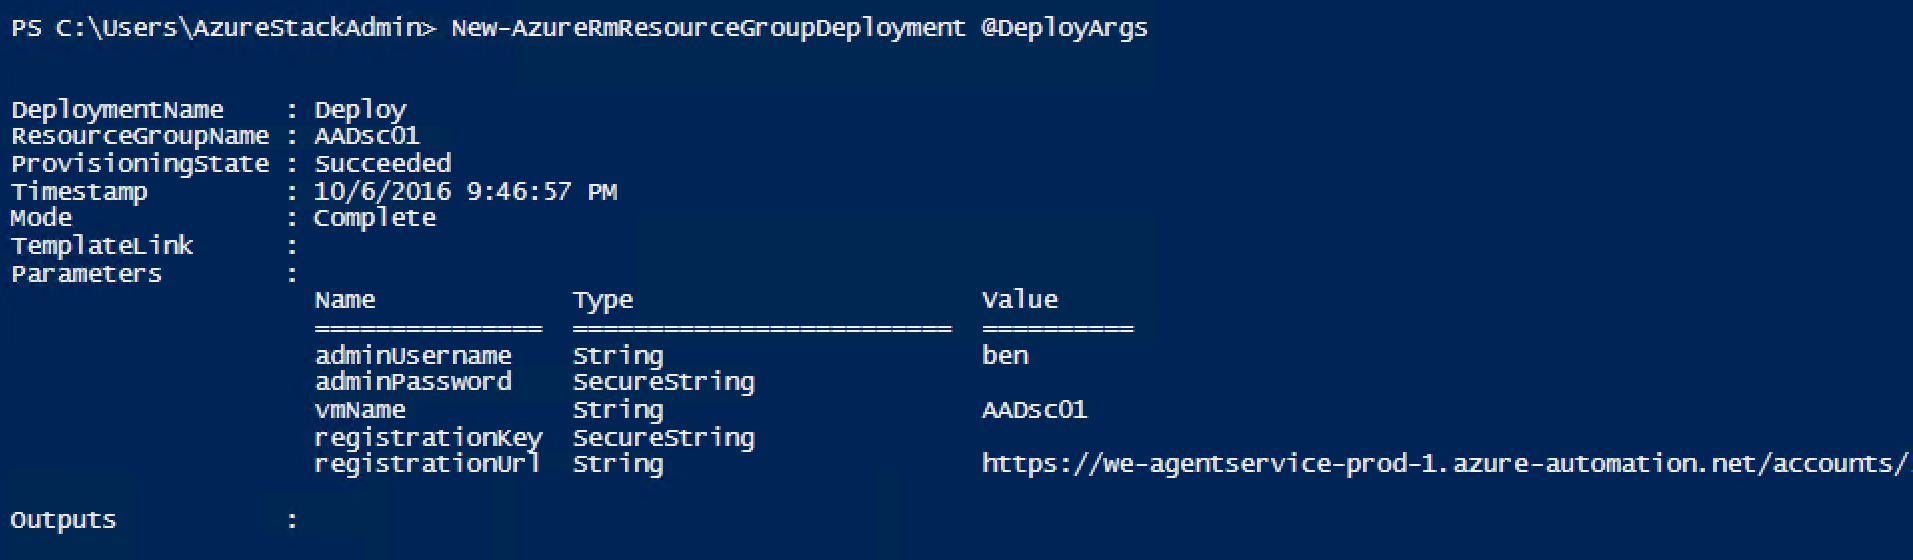 PS C:\Users\AzureStackAdmin> New-AzureRmResourceGroupDeployment @DeployArgs
DeploymentName : Deploy
ResourceGroupName : AADsc01
ProvisioningState : Succeeded
Timestamp : 10/6/2016 9:46:57 PM
Mode : Complete
TemplateLink :
Parameters :
Name Type Value
=============== ========================= ==========
adminUsername String ben
adminPassword SecureString
vmName String AADsc01
registrationKey SecureString
registrationUrl String https://we-agentservice-prod-1.azure-automation.net/accounts/
Outputs :